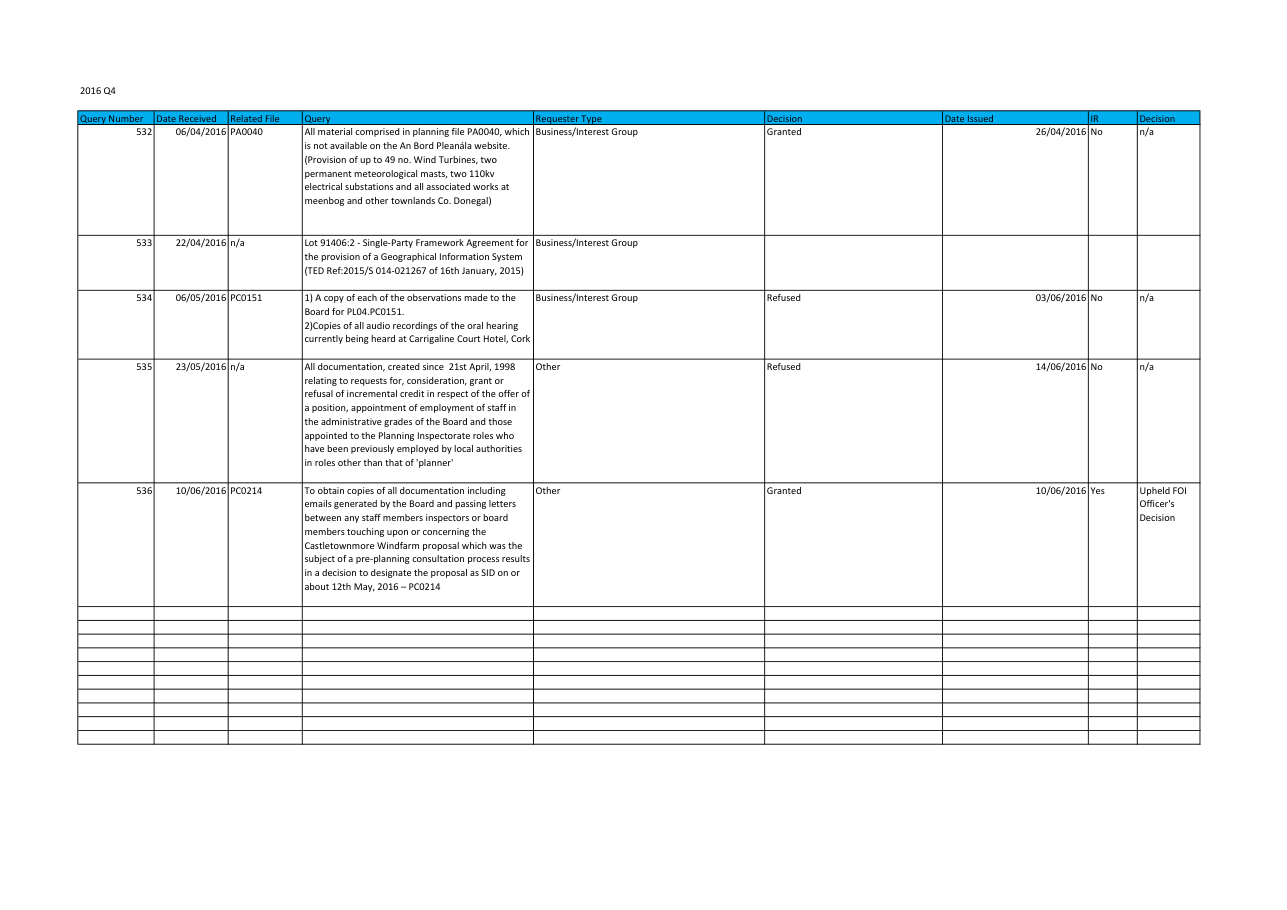 2016 Q4
Query Number Date Received Related File Query Requester Type Decision Date Issued IR Decision
532 06/04/2016 PA0040 All material comprised in planning file PA0040, which Business/Interest Group Granted 26/04/2016 No n/a
is not available on the An Bord Pleanála website.
(Provision of up to 49 no. Wind Turbines, two
permanent meteorological masts, two 110kv
electrical substations and all associated works at
meenbog and other townlands Co. Donegal)
533 22/04/2016 n/a Lot 91406:2 - Single-Party Framework Agreement for Business/Interest Group
the provision of a Geographical Information System
(TED Ref:2015/S 014-021267 of 16th January, 2015)
534 06/05/2016 PC0151 1) A copy of each of the observations made to the Business/Interest Group Refused 03/06/2016 No n/a
Board for PL04.PC0151.
2)Copies of all audio recordings of the oral hearing
currently being heard at Carrigaline Court Hotel, Cork
535 23/05/2016 n/a All documentation, created since 21st April, 1998 Other Refused 14/06/2016 No n/a
relating to requests for, consideration, grant or
refusal of incremental credit in respect of the offer of
a position, appointment of employment of staff in
the administrative grades of the Board and those
appointed to the Planning Inspectorate roles who
have been previously employed by local authorities
in roles other than that of 'planner'
536 10/06/2016 PC0214 To obtain copies of all documentation including Other Granted 10/06/2016 Yes Upheld FOI
emails generated by the Board and passing letters Officer's
between any staff members inspectors or board Decision
members touching upon or concerning the
Castletownmore Windfarm proposal which was the
subject of a pre-planning consultation process results
in a decision to designate the proposal as SID on or
about 12th May, 2016 – PC0214